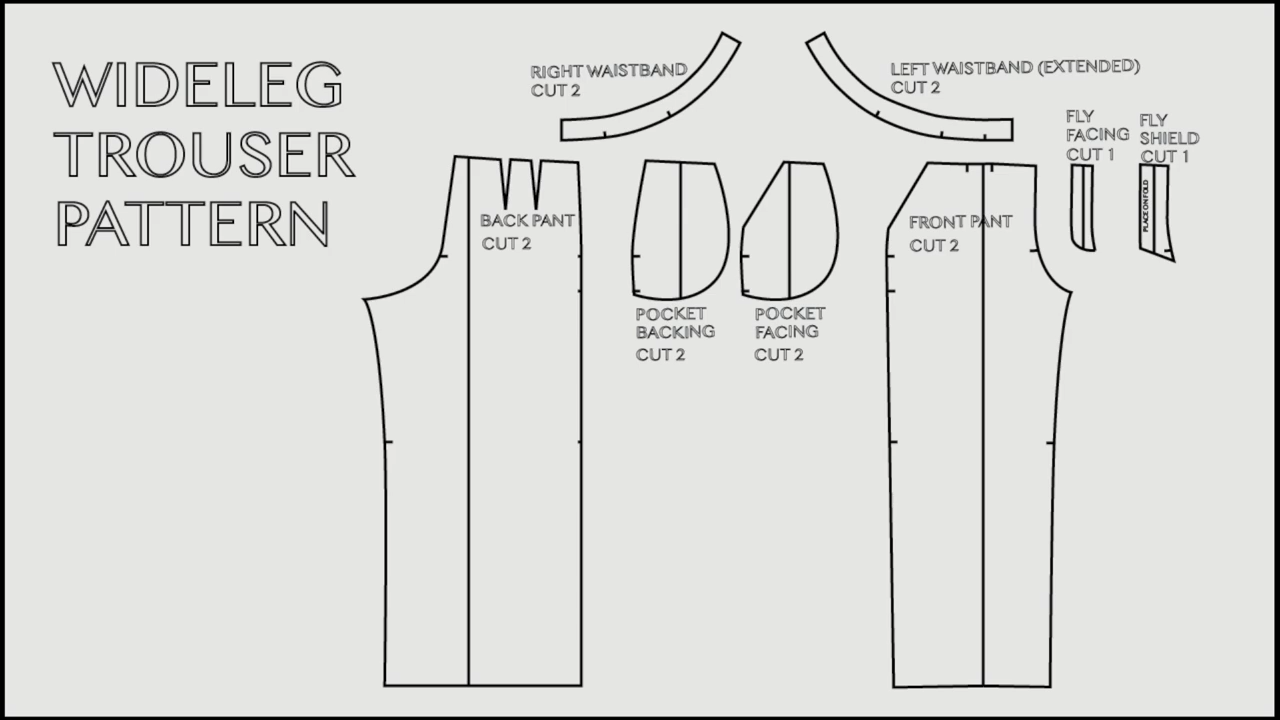 WIDELEG
TROUSER
PATTERN
RIGHT WAISTBAND
CUT 2
LEFT WAISTBAND (EXTENDED)
CUT 2
FLY
FACING
CUT 1
FLY
SHIELD
CUT 1
PLACE ON FOLD
BACK PANT
CUT 2
FRONT PANT
CUT 2
POCKET
BACKING
CUT 2
POCKET
FACING
CUT 2